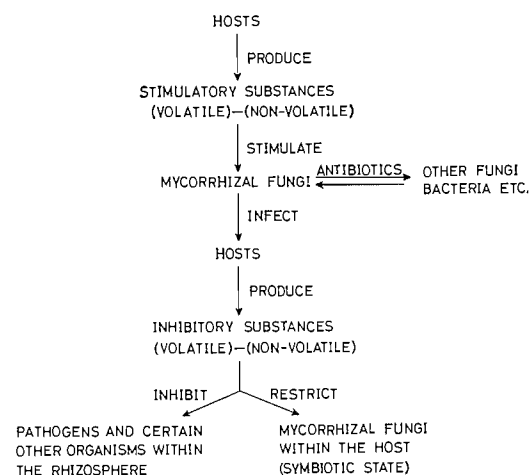 HOSTS
PRODUCE
STIMULATORY SUBSTANCES
(VOLATILE)–(NON-VOLATILE)
STIMULATE
MYCORRHIZAL FUNGI
ANTIBIOTICS
OTHER FUNGI
BACTERIA ETC.
INFECT
HOSTS
PRODUCE
INHIBITORY SUBSTANCES
(VOLATILE)–(NON-VOLATILE)
INHIBIT
RESTRICT
PATHOGENS AND CERTAIN
OTHER ORGANISMS WITHIN
THE RHIZOSPHERE
MYCORRHIZAL FUNGI
WITHIN THE HOST
(SYMBIOTIC STATE)